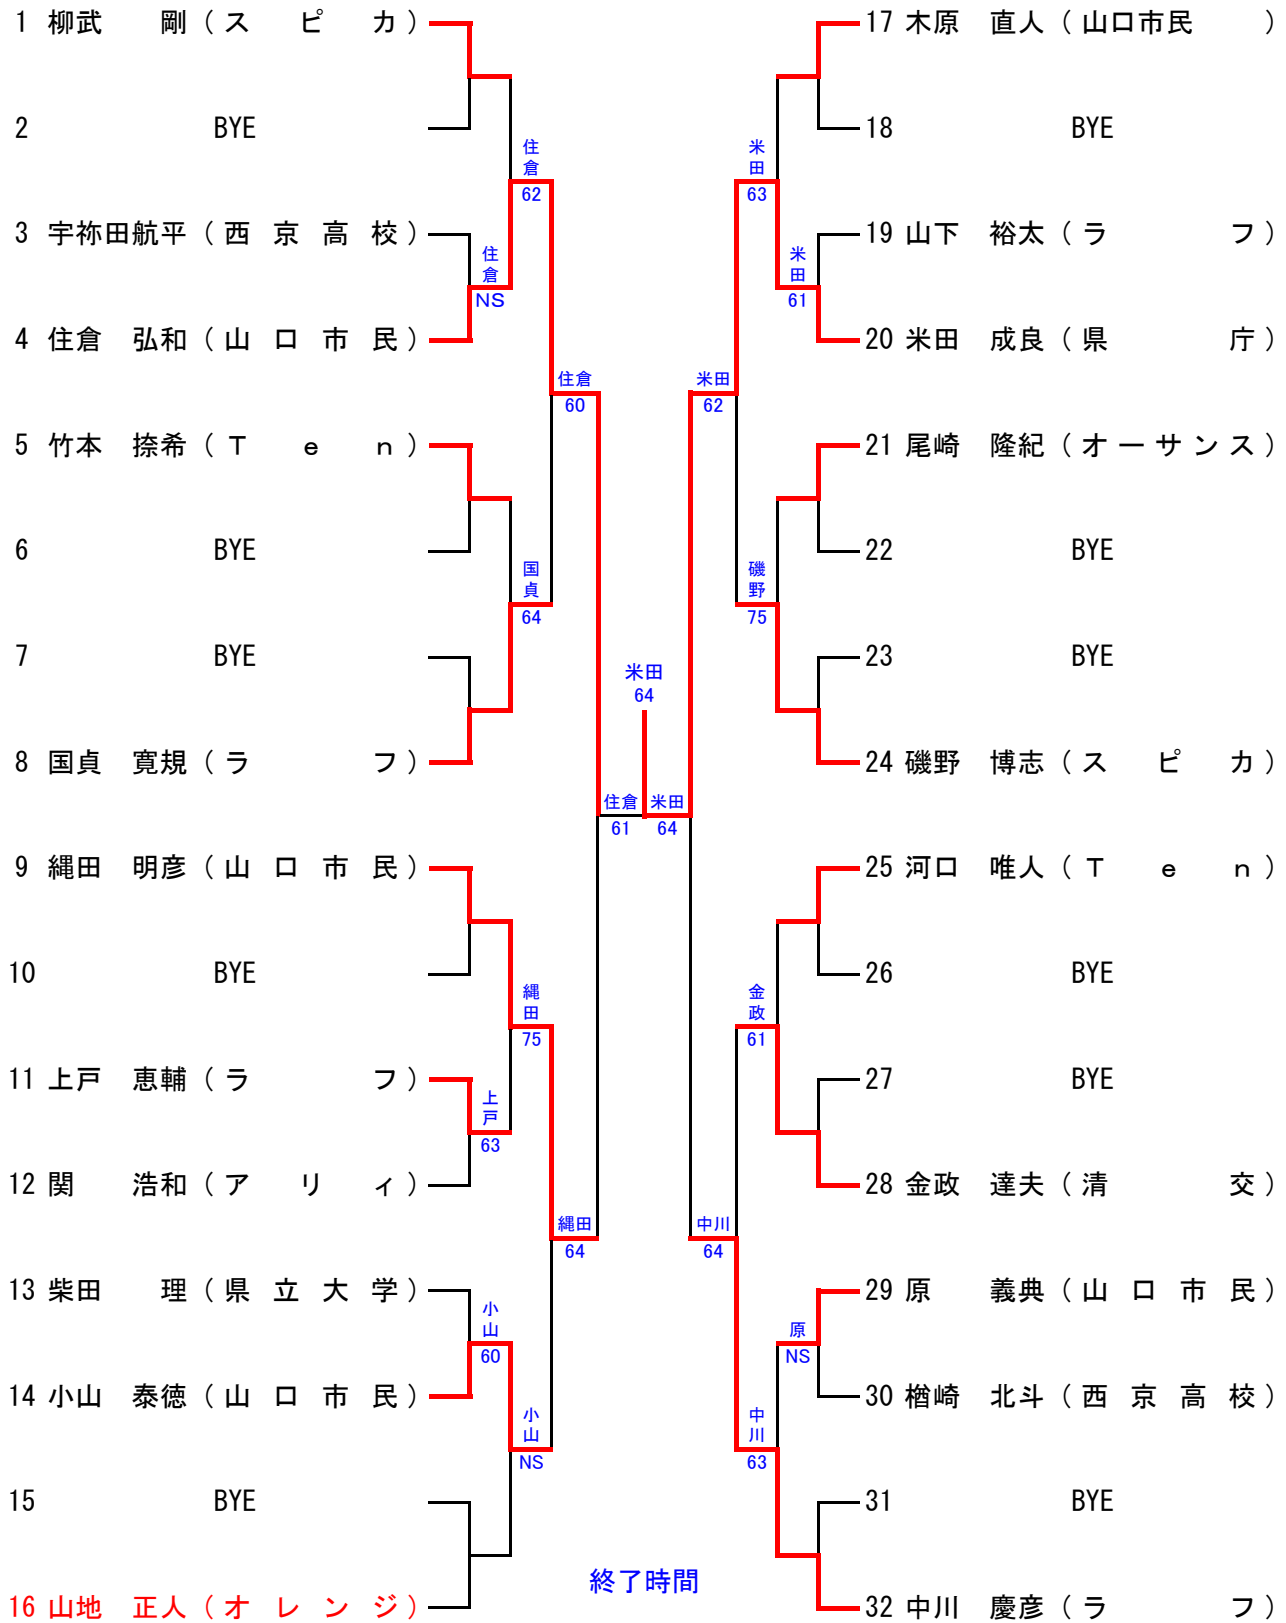 1 柳武 剛（スピカ）
2 BYE
住倉
62
3 宇祢田航平（西京高校）
住倉
NS
4 住倉 弘和（山口市民）
住倉
60
5 竹本 捺希（Ｔｅｎ）
6 BYE
国貞
64
7 BYE
8 国貞 寛規（ラフ）
9 縄田 明彦（山口市民）
10 BYE
縄田
75
11 上戸 恵輔（ラフ）
上戸
63
12 関 浩和（アリィ）
縄田
64
13 柴田 理（県立大学）
小山
60
14 小山 泰徳（山口市民）
小山
NS
15 BYE
16 山地 正人（オレンジ）
米田
64
住倉
61
米田
64
終了時間
17 木原 直人（山口市民）
18 BYE
米田
63
19 山下 裕太（ラフ）
米田
61
20 米田 成良（県庁）
米田
62
21 尾崎 隆紀（オーサンス）
22 BYE
磯野
75
23 BYE
24 磯野 博志（スピカ）
25 河口 唯人（Ｔｅｎ）
26 BYE
金政
61
27 BYE
28 金政 達夫（清交）
中川
64
29 原 義典（山口市民）
原
NS
30 楢崎 北斗（西京高校）
中川
63
31 BYE
32 中川 慶彦（ラフ）